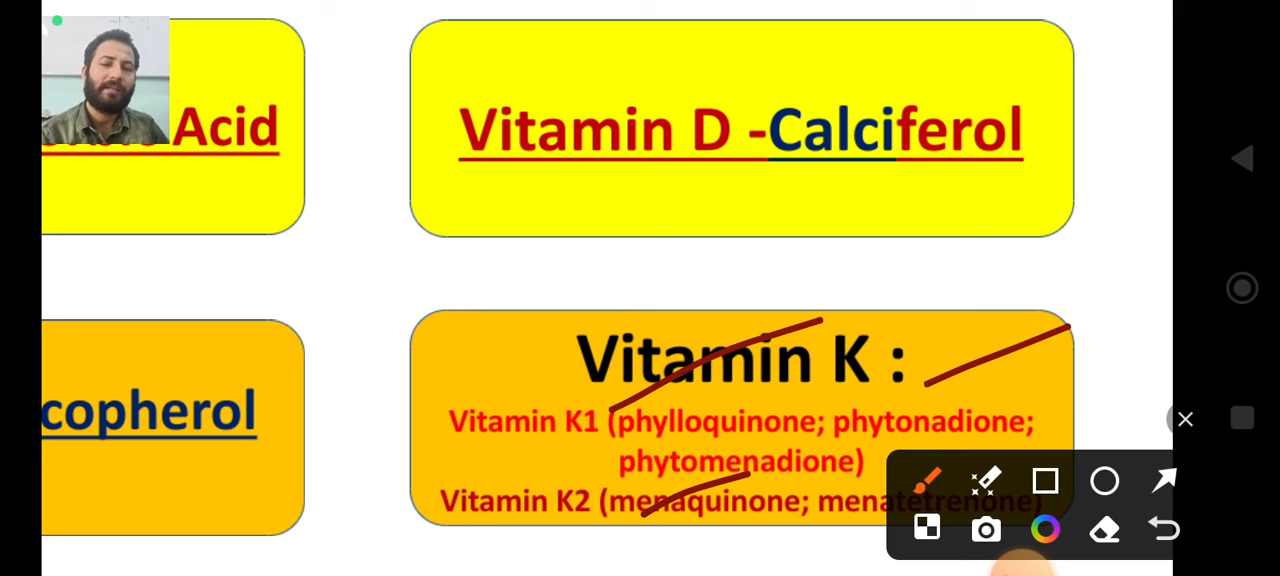 Acid
Vitamin D -Calciferol
copherol
Vitamin K :
Vitamin K1 (phylloquinone; phytonadione;
phytomenadione)
Vitamin K2 (menaquinone; menatetrenone)